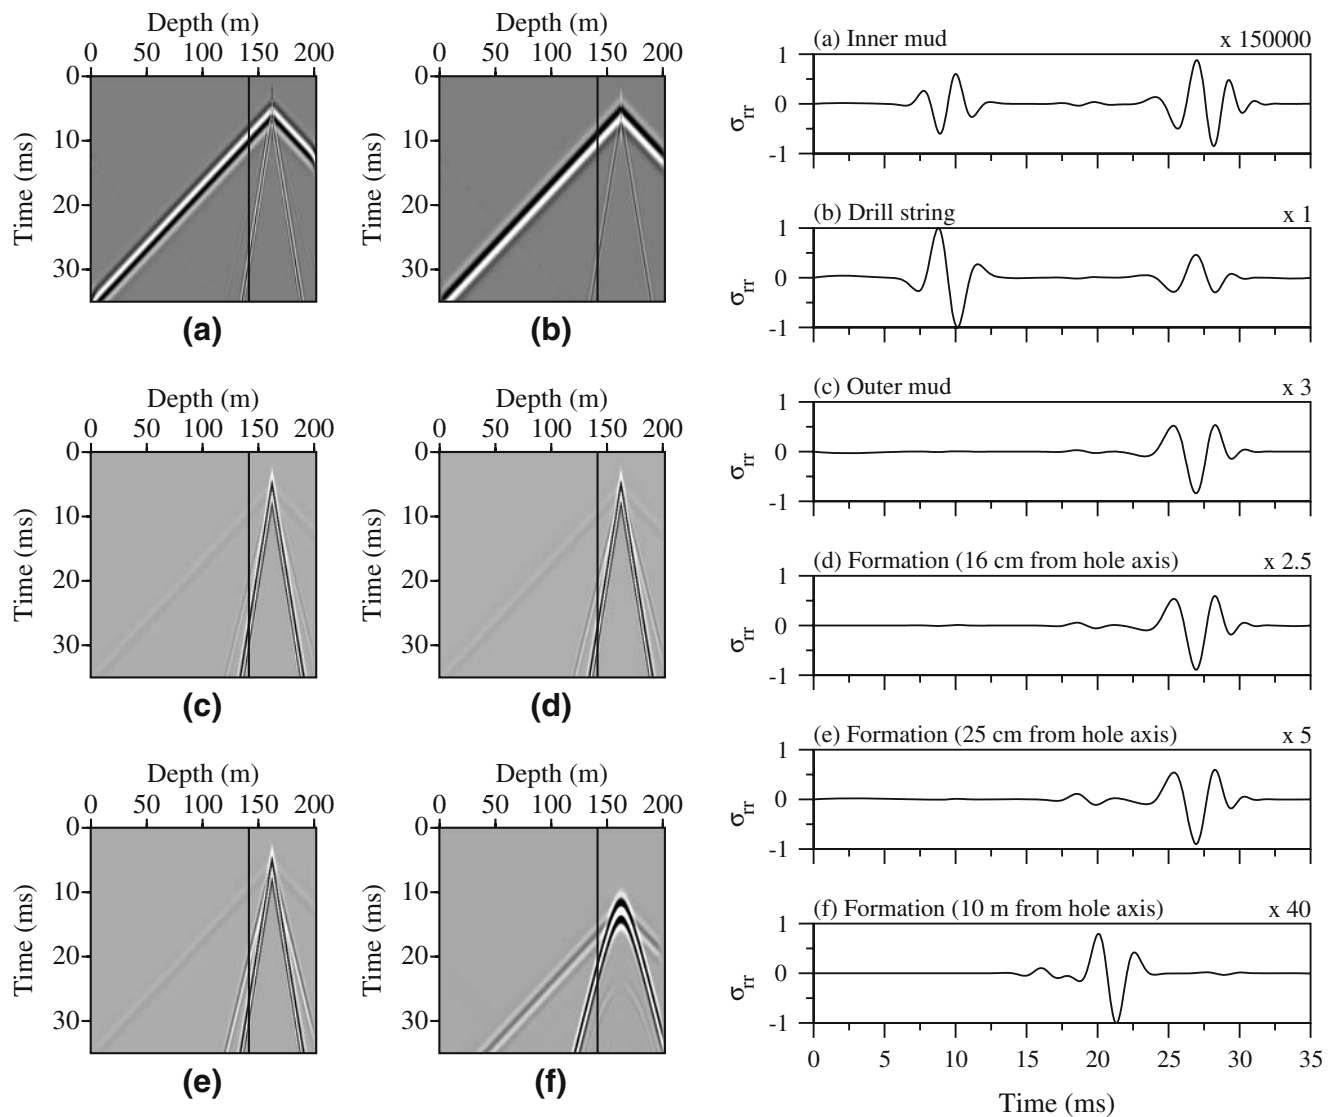 Depth (m)
0 50 100 150 200
Time (ms)
0
10
20
30
(a)
Depth (m)
0 50 100 150 200
Time (ms)
0
10
20
30
(b)
Depth (m)
0 50 100 150 200
Time (ms)
0
10
20
30
(c)
Depth (m)
0 50 100 150 200
Time (ms)
0
10
20
30
(d)
Depth (m)
0 50 100 150 200
Time (ms)
0
10
20
30
(e)
Depth (m)
0 50 100 150 200
Time (ms)
0
10
20
30
(f)
(a) Inner mud x 150000
σrr
1
0
-1
(b) Drill string x 1
σrr
1
0
-1
(c) Outer mud x 3
σrr
1
0
-1
(d) Formation (16 cm from hole axis) x 2.5
σrr
1
0
-1
(e) Formation (25 cm from hole axis) x 5
σrr
1
0
-1
(f) Formation (10 m from hole axis) x 40
σrr
1
0
-1
0 5 10 15 20 25 30 35
Time (ms)